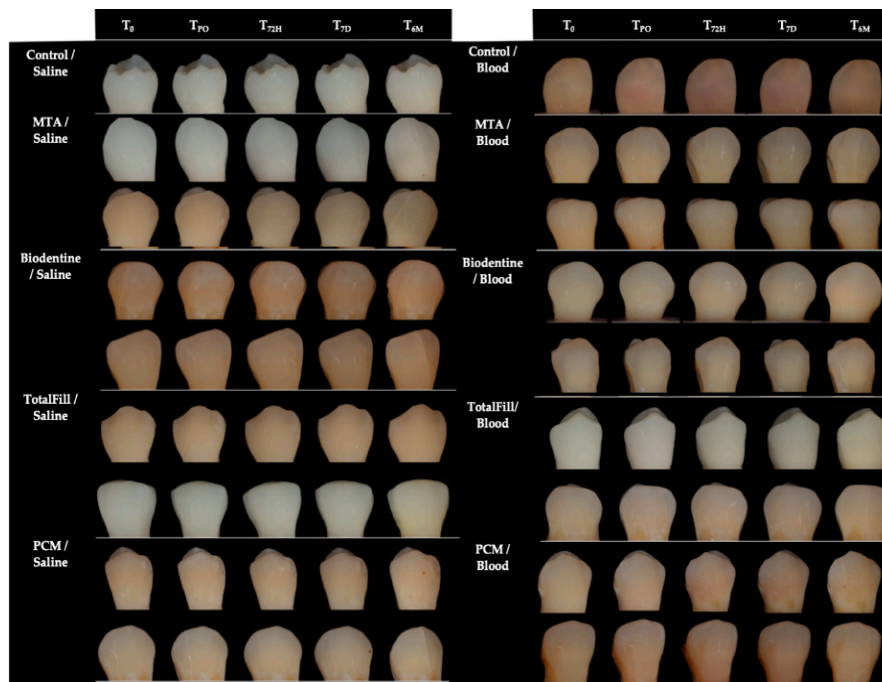 T0 TPO T72H T7D T6M
Control /
Saline
MTA /
Saline
Biodentine
/ Saline
TotalFill /
Saline
PCM /
Saline
T0 TPO T72H T7D T6M
Control
/ Blood
MTA /
Blood
Biodentine
/ Blood
TotalFill/
Blood
PCM /
Blood